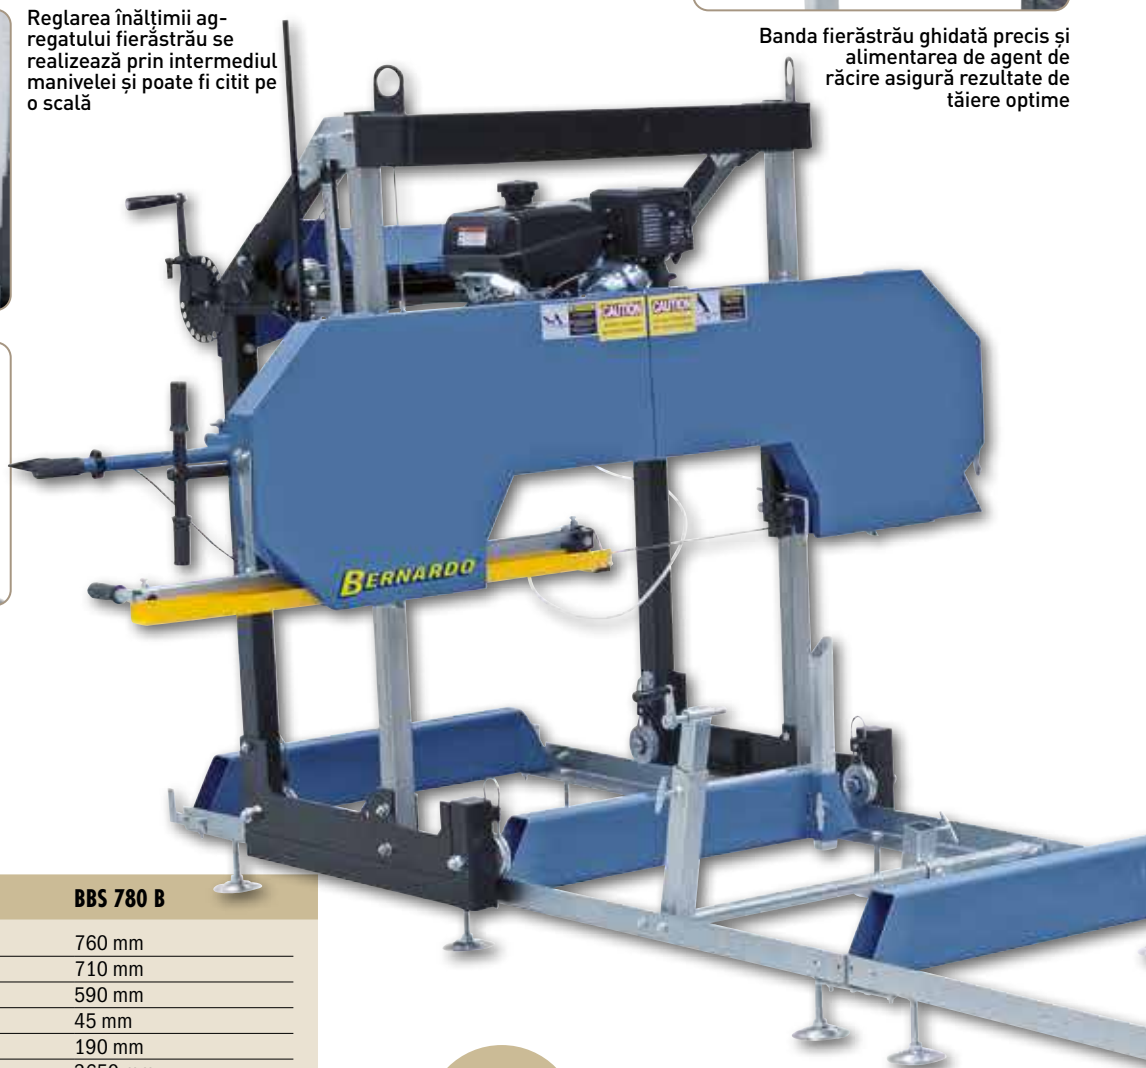 Reglarea înălțimii ag-
regatului fierăstrău se
realizează prin intermediul
manivelei și poate fi citit pe
o scală
Banda fierăstrău ghidată precis și
alimentarea de agent de
răcire asigură rezultate de
tăiere optime
CAUTION CAUTION
BERNARDO
BBS 780 B
760 mm
710 mm
590 mm
45 mm
190 mm